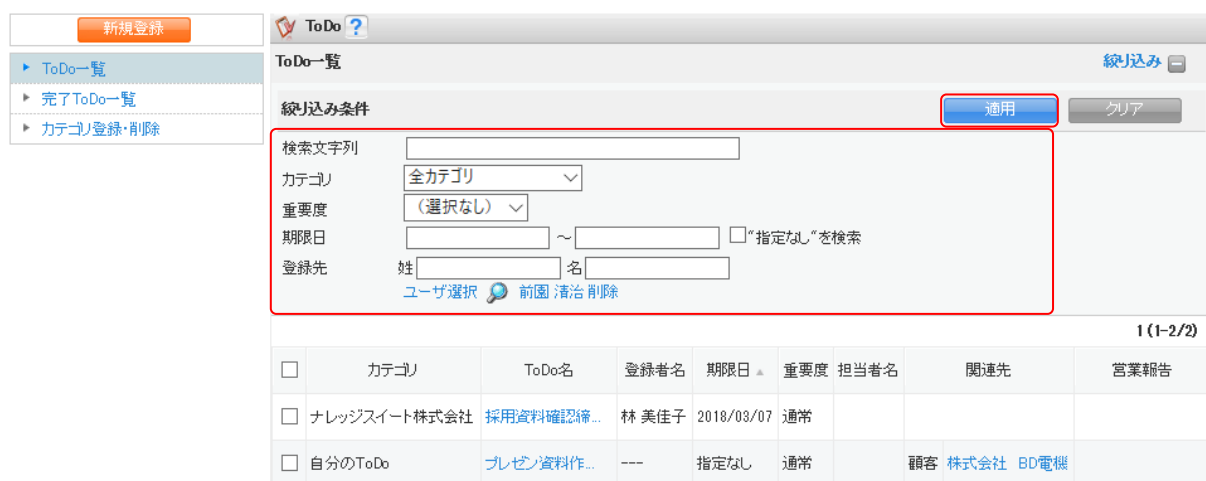 新規登録
ToDo一覧
完了ToDo一覧
カテゴリ登録・削除
ToDo ?
ToDo一覧 絞り込み
絞り込み条件 適用 クリア
検索文字列
カテゴリ 全カテゴリ
重要度 （選択なし）
期限日 ～ “指定なし“を検索
登録先 姓 名
ユーザ選択 前園 清治 削除
1 (1-2/2)
カテゴリ ToDo名 登録者名 期限日 重要度 担当者名 関連先 営業報告
ナレッジスイート株式会社 採用資料確認締... 林 美佳子 2018/03/07 通常
自分のToDo プレゼン資料作... --- 指定なし 通常 顧客 株式会社　BD電機